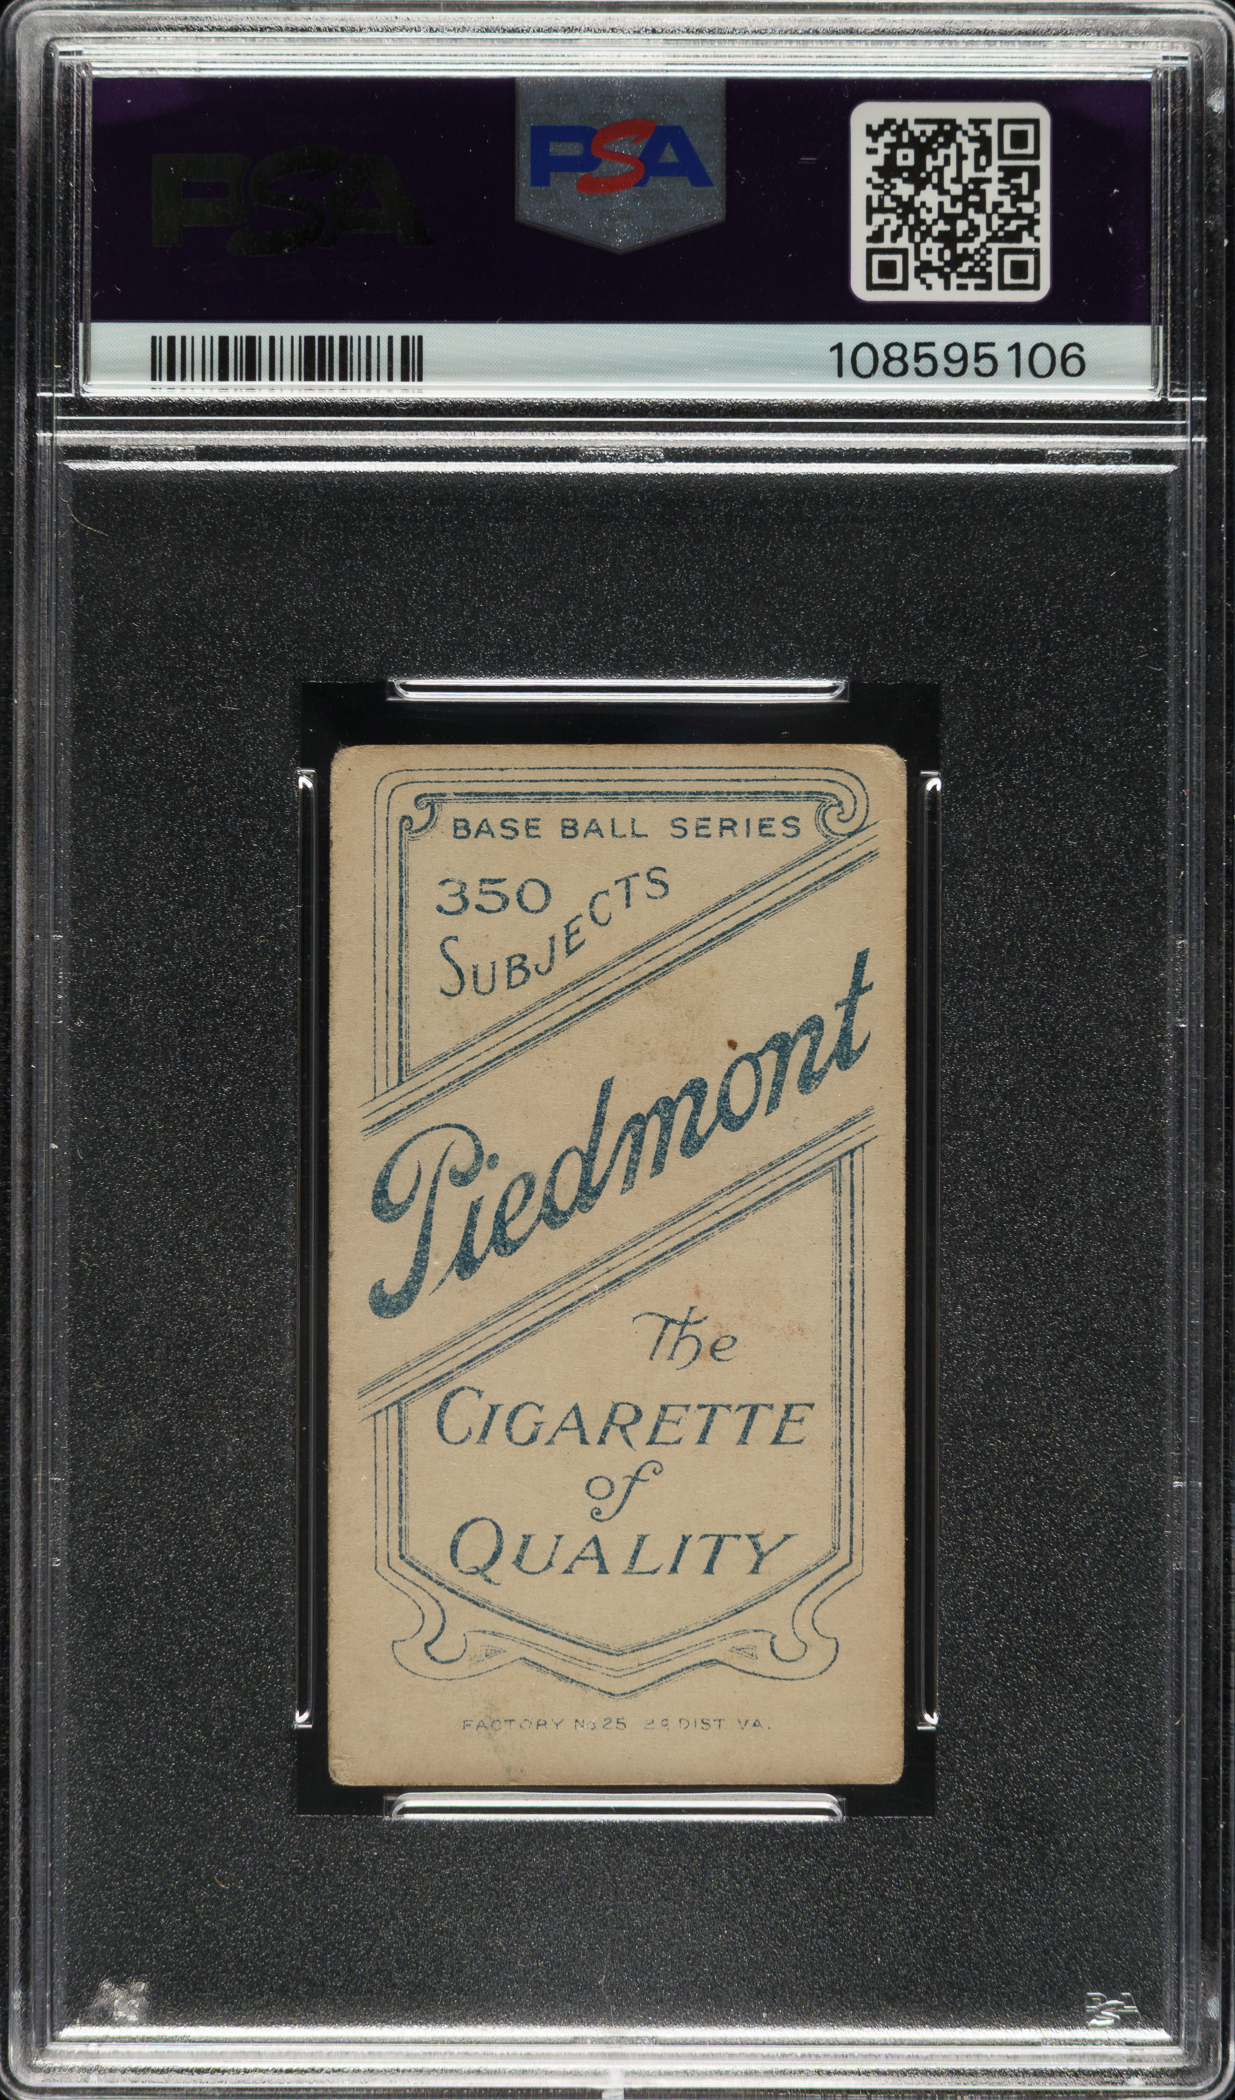 PSA
PSA
108595106
BASE BALL SERIES
350
SUBJECTS
Piedmont
The
CIGARETTE
of
QUALITY
FACTORY No 25 2d DIST. VA.
PSA